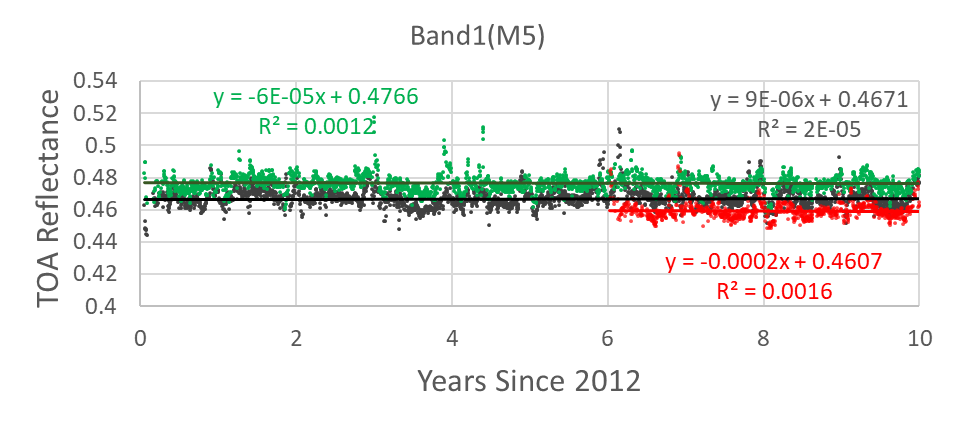 Band1(M5)
TOA Reflectance
0.54
0.52
0.5
0.48
0.46
0.44
0.42
0.4
y = -6E-05x + 0.4766
R² = 0.0012
y = 9E-06x + 0.4671
R² = 2E-05
y = -0.0002x + 0.4607
R² = 0.0016
0 2 4 6 8 10
Years Since 2012